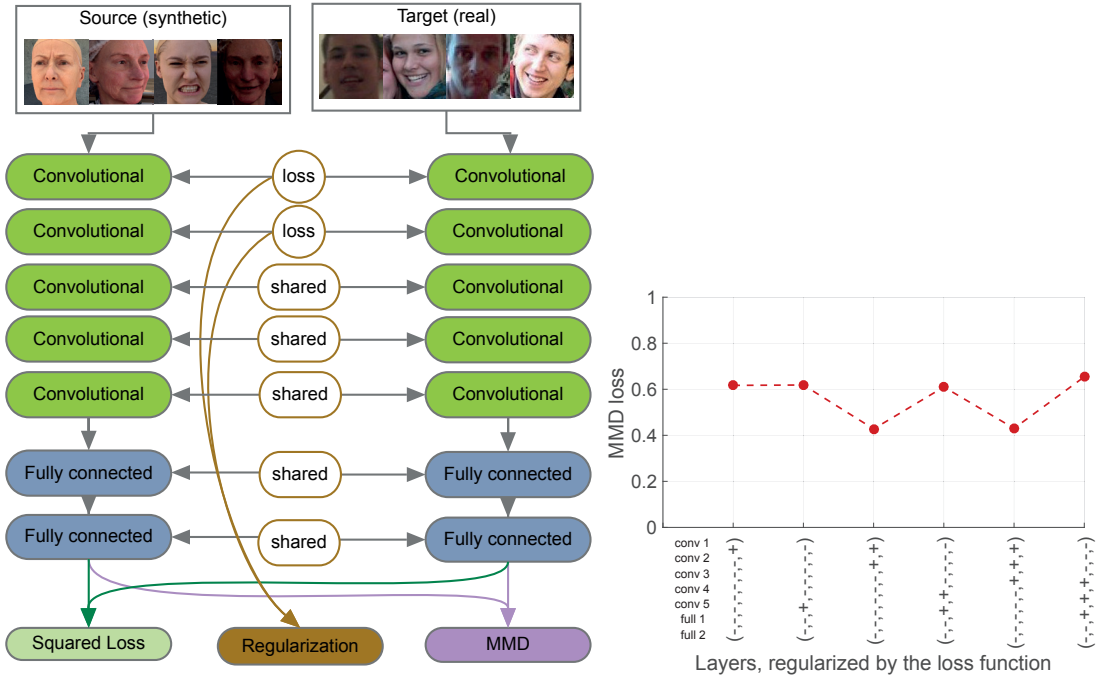 Source (synthetic)
Target (real)
Convolutional
loss
Convolutional
Convolutional
loss
Convolutional
Convolutional
shared
Convolutional
Convolutional
shared
Convolutional
Convolutional
shared
Convolutional
Fully connected
shared
Fully connected
Fully connected
shared
Fully connected
Squared Loss
Regularization
MMD
MMD loss
1
0.8
0.6
0.4
0.2
0
conv 1
conv 2
conv 3
conv 4
conv 5
full 1
full 2
(-,-,-,-,-,-,+)
(-,-,+,-,-,-,-)
(-,-,-,-,-,+,+)
(-,-,+,+,-,-,-)
(-,-,-,-,+,+,+)
(-,+,+,+,-,-,-)
Layers, regularized by the loss function